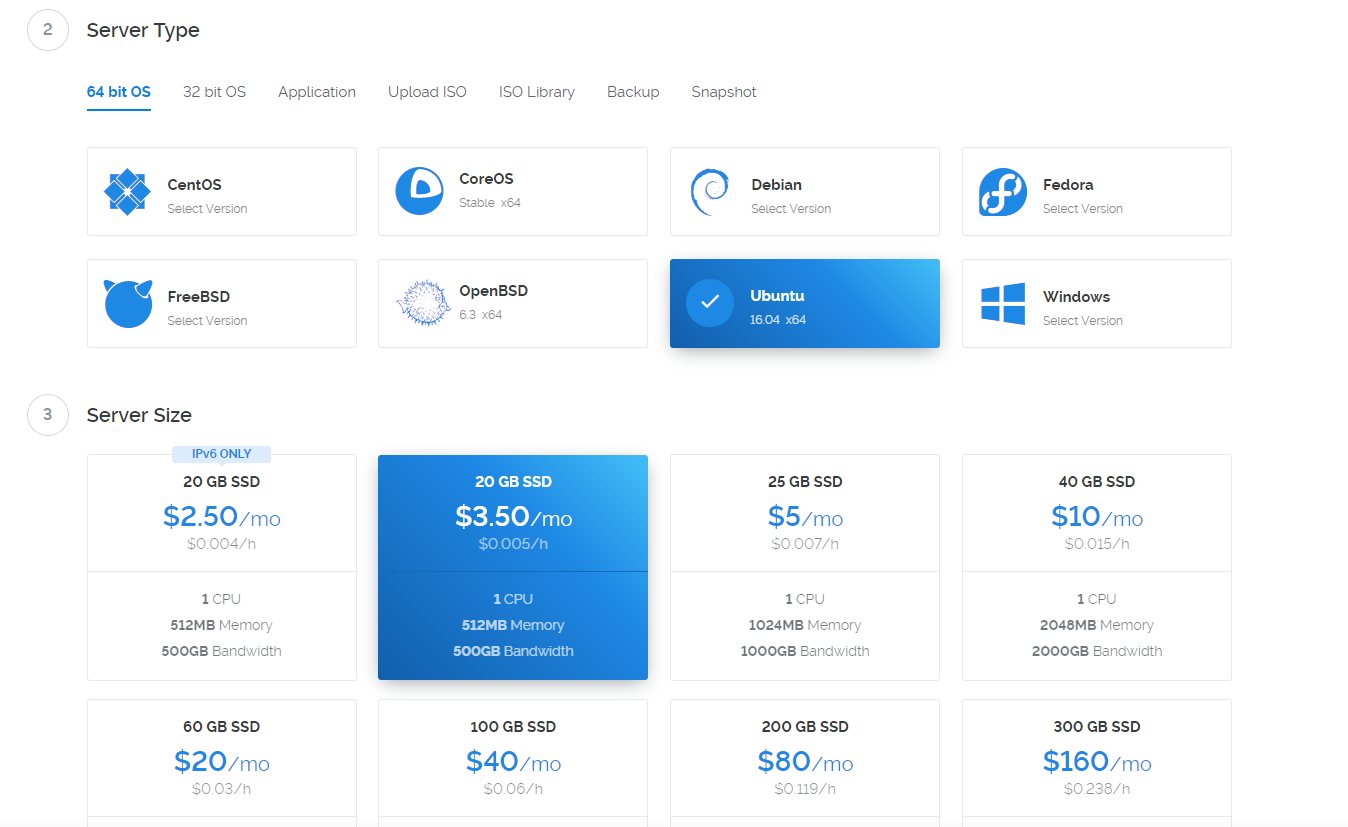 2 Server Type
64 bit OS 32 bit OS Application Upload ISO ISO Library Backup Snapshot
CentOS
Select Version
CoreOS
Stable x64
Debian
Select Version
Fedora
Select Version
FreeBSD
Select Version
OpenBSD
6.3 x64
Ubuntu
16.04 x64
Windows
Select Version
3 Server Size
IPv6 ONLY
20 GB SSD
$2.50/mo
$0.004/h
1 CPU
512MB Memory
500GB Bandwidth
20 GB SSD
$3.50/mo
$0.005/h
1 CPU
512MB Memory
500GB Bandwidth
25 GB SSD
$5/mo
$0.007/h
1 CPU
1024MB Memory
1000GB Bandwidth
40 GB SSD
$10/mo
$0.015/h
1 CPU
2048MB Memory
2000GB Bandwidth
60 GB SSD
$20/mo
$0.03/h
100 GB SSD
$40/mo
$0.06/h
200 GB SSD
$80/mo
$0.119/h
300 GB SSD
$160/mo
$0.238/h